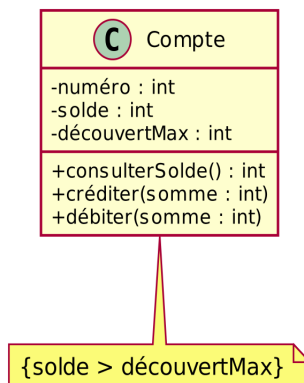 C Compte
-numéro : int
-solde : int
-découvertMax : int
+consulterSolde() : int
+créditer(somme : int)
+débiter(somme : int)
{solde > découvertMax}